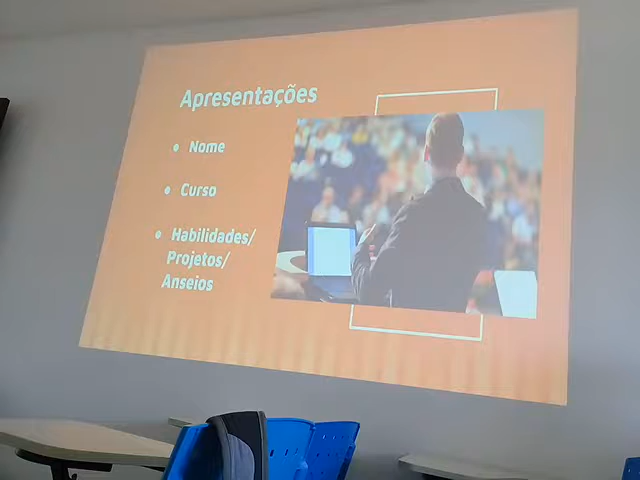 Apresentações
Nome
Curso
Habilidades/
Projetos/
Anseios